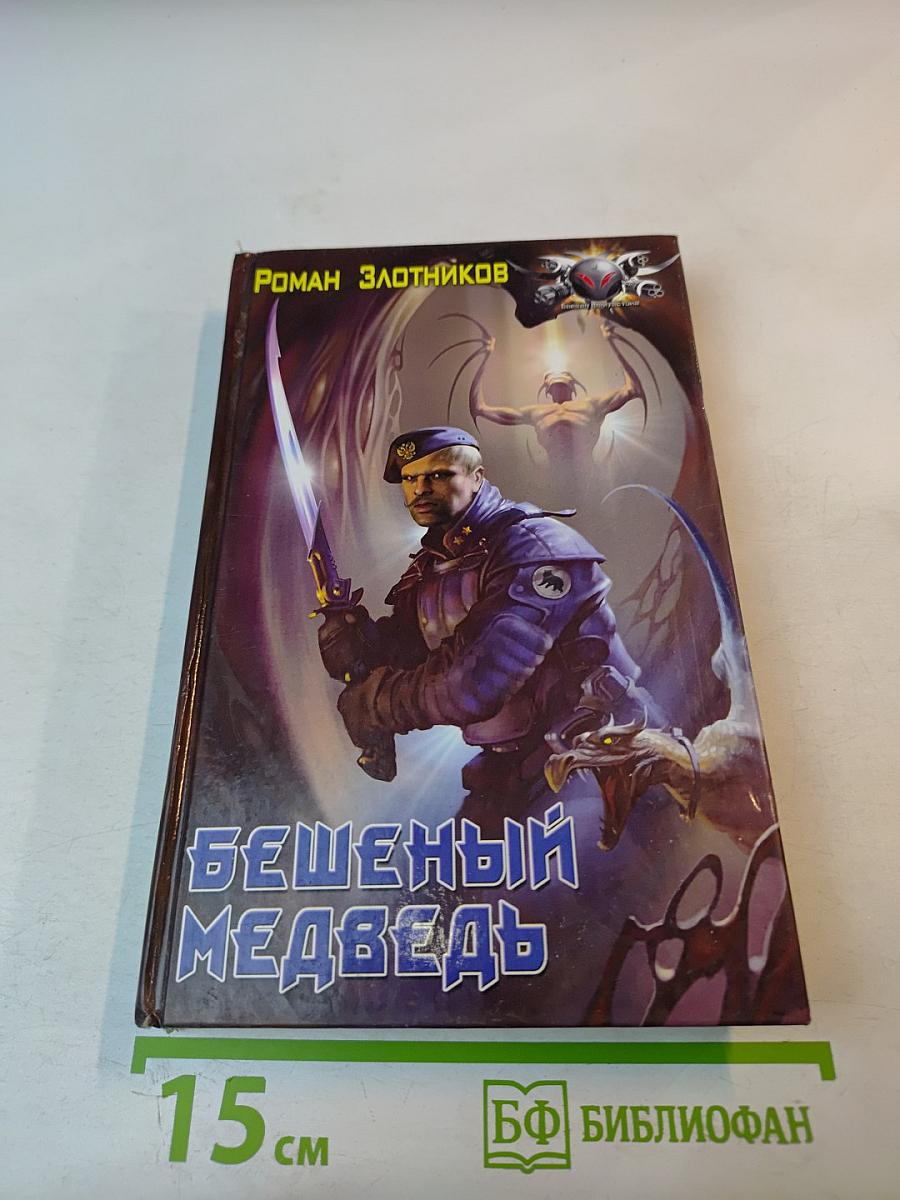 Роман Злотников
БЕШЕНЫЙ
МЕДВЕДЬ
15 см
БФ БИБЛИОФАН